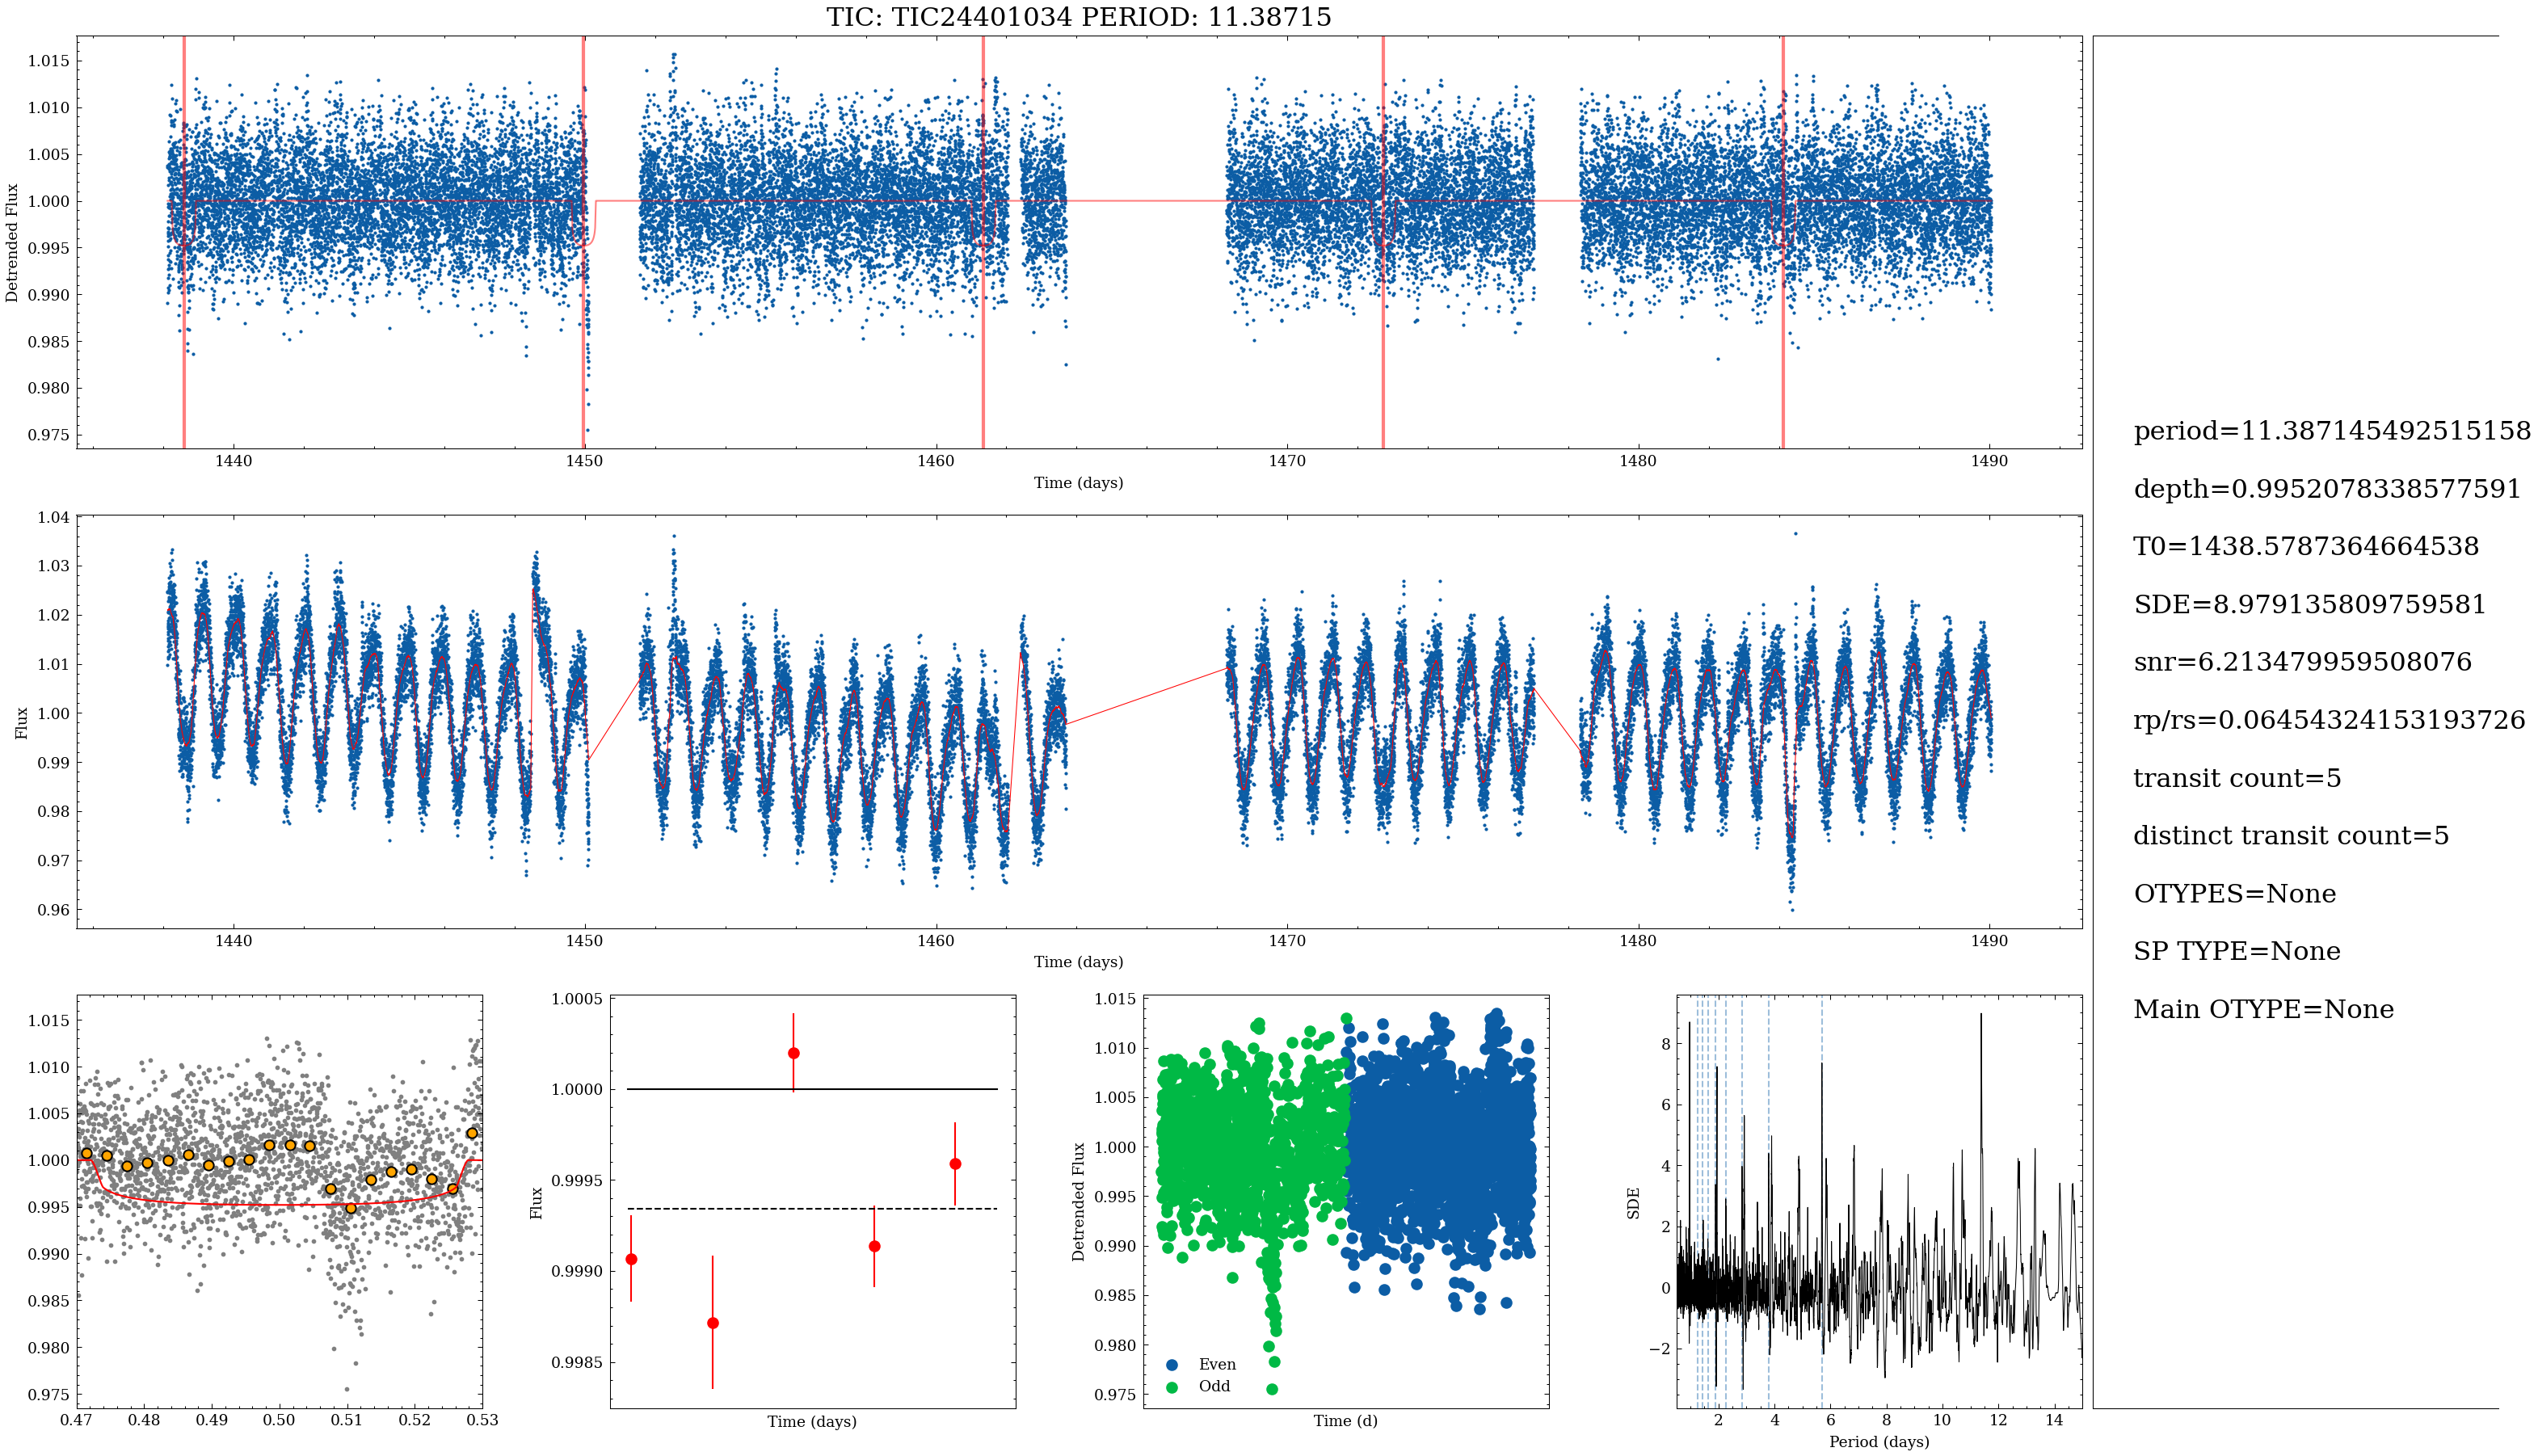 TIC: TIC24401034 PERIOD: 11.38715
1.015
1.010
1.005
1.000
0.995
0.990
0.985
0.980
0.975
Detrended Flux
1440 1450 1460 1470 1480 1490
Time (days)
1.04
1.03
1.02
1.01
1.00
0.99
0.98
0.97
0.96
Flux
1440 1450 1460 1470 1480 1490
Time (days)
1.015
1.010
1.005
1.000
0.995
0.990
0.985
0.980
0.975
0.47 0.48 0.49 0.50 0.51 0.52 0.53
1.0005
1.0000
0.9995
0.9990
0.9985
Flux
Time (days)
1.015
1.010
1.005
1.000
0.995
0.990
0.985
0.980
0.975
Detrended Flux
Even
Odd
Time (d)
8
6
4
2
0
−2
SDE
2 4 6 8 10 12 14
Period (days)
period=11.387145492515158
depth=0.9952078338577591
T0=1438.5787364664538
SDE=8.979135809759581
snr=6.213479959508076
rp/rs=0.06454324153193726
transit count=5
distinct transit count=5
OTYPES=None
SP TYPE=None
Main OTYPE=None